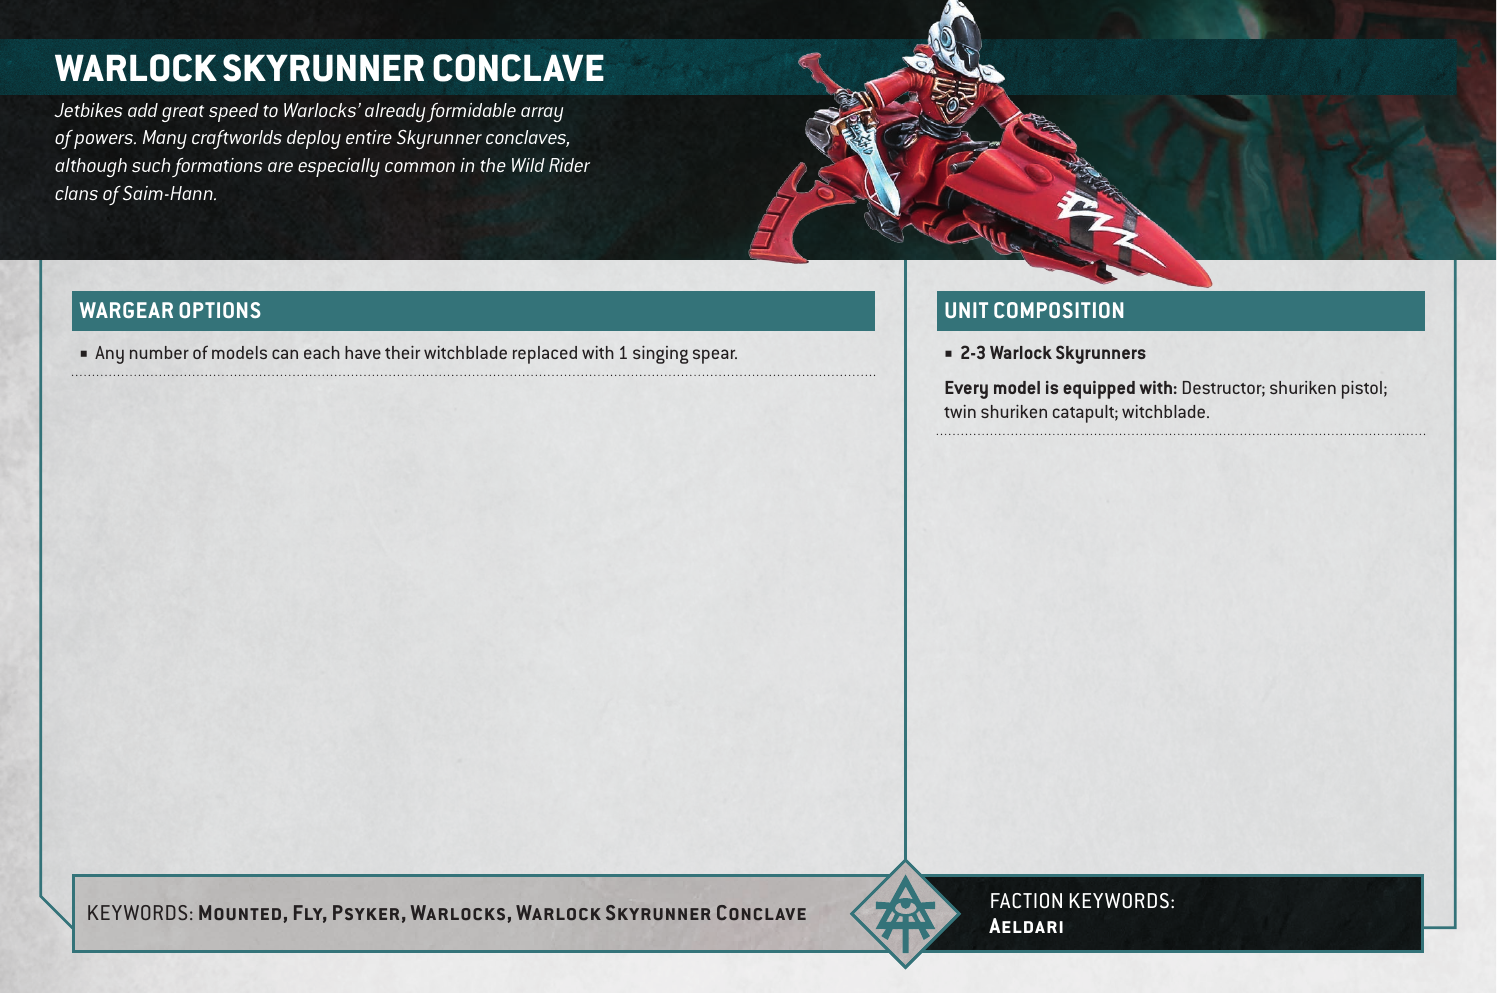 WARLOCK SKYRUNNER CONCLAVE
Jetbikes add great speed to Warlocks’ already formidable array
of powers. Many craftworlds deploy entire Skyrunner conclaves,
although such formations are especially common in the Wild Rider
clans of Saim-Hann.
WARGEAR OPTIONS
▪ Any number of models can each have their witchblade replaced with 1 singing spear.
UNIT COMPOSITION
▪ 2-3 Warlock Skyrunners
Every model is equipped with: Destructor; shuriken pistol;
twin shuriken catapult; witchblade.
KEYWORDS: Mounted, Fly, Psyker, Warlocks, Warlock Skyrunner Conclave
FACTION KEYWORDS:
Aeldari